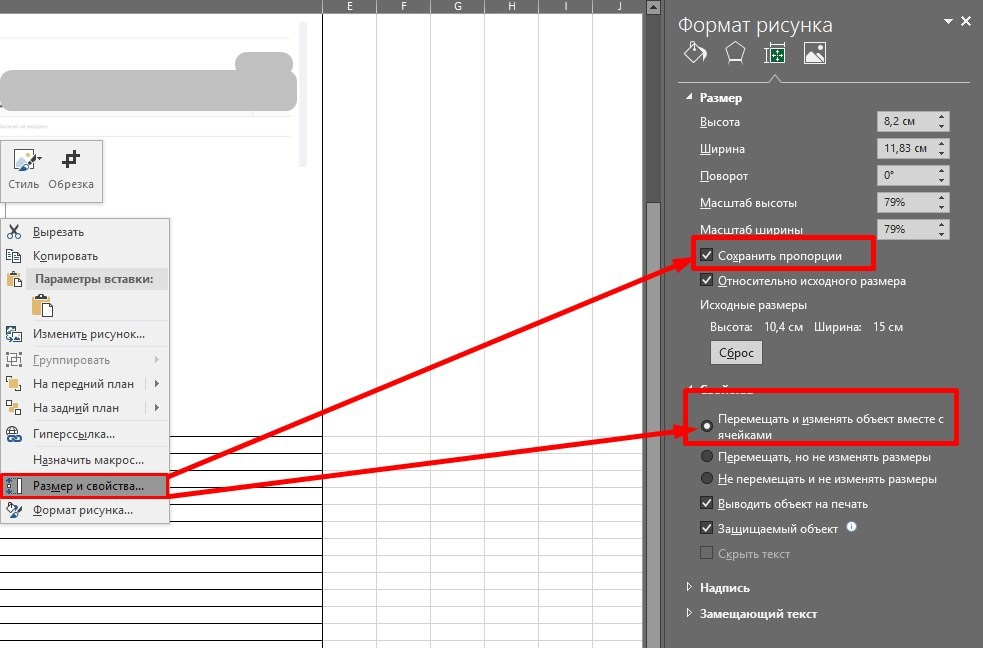 E F G H I J
Стиль Обрезка
Вырезать
Копировать
Параметры вставки:
Изменить рисунок...
Группировать
На передний план
На задний план
Гиперссылка...
Назначить макрос...
Размер и свойства...
Формат рисунка...
Формат рисунка
Размер
Высота 8,2 см
Ширина 11,83 см
Поворот 0°
Масштаб высоты 79%
Масштаб ширины 79%
Сохранить пропорции
Относительно исходного размера
Исходные размеры
Высота: 10,4 см Ширина: 15 см
Сброс
Перемещать и изменять объект вместе с
ячейками
Перемещать, но не изменять размеры
Не перемещать и не изменять размеры
Выводить объект на печать
Защищаемый объект
Скрыть текст
Надпись
Замещающий текст